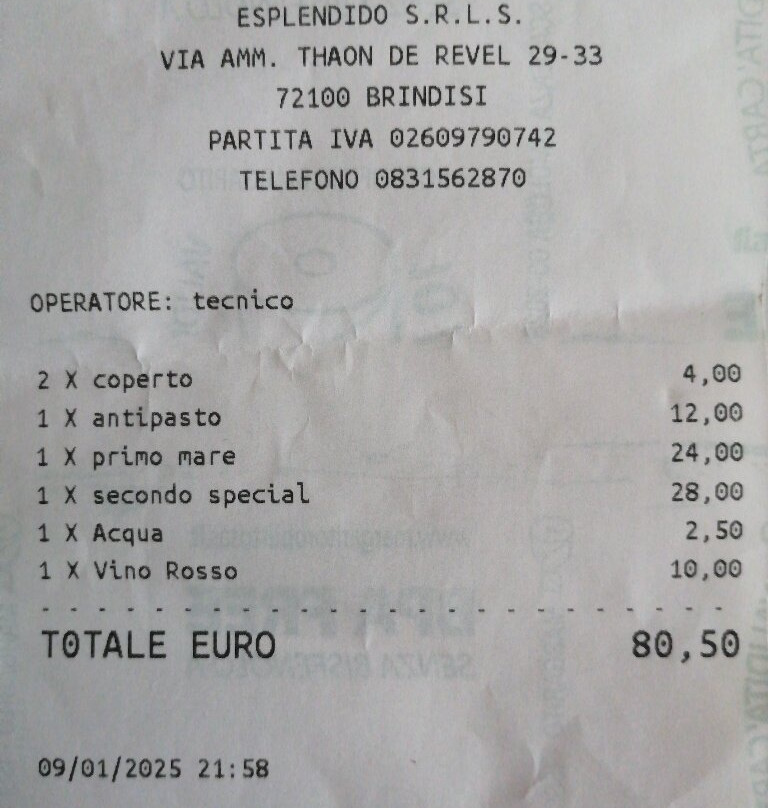 ESPLENDIDO S.R.L.S.
VIA AMM. THAON DE REVEL 29-33
72100 BRINDISI
PARTITA IVA 02609790742
TELEFONO 0831562870
OPERATORE: tecnico
2 X coperto 4,00
1 X antipasto 12,00
1 X primo mare 24,00
1 X secondo special 28,00
1 X Acqua 2,50
1 X Vino Rosso 10,00
- - - - - - - - - - - - - - - - - - - - - - - -
TOTALE EURO 80,50
09/01/2025 21:58